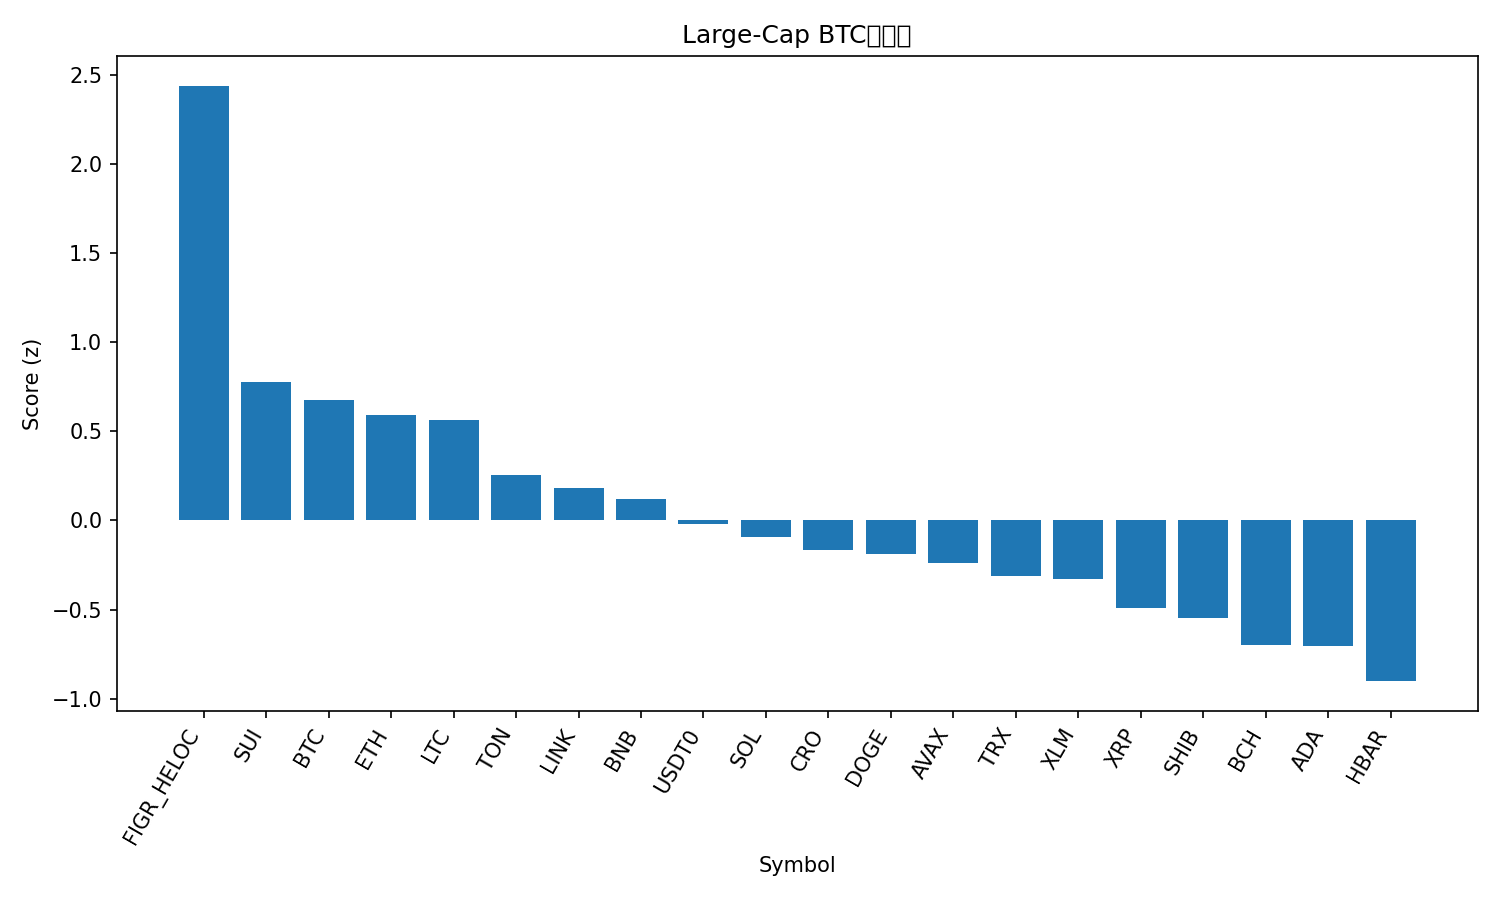 Large-Cap BTC
Score (z)
2.5
2.0
1.5
1.0
0.5
0.0
−0.5
−1.0
FIGR_HELOC
SUI
BTC
ETH
LTC
TON
LINK
BNB
USDT0
SOL
CRO
DOGE
AVAX
TRX
XLM
XRP
SHIB
BCH
ADA
HBAR
Symbol